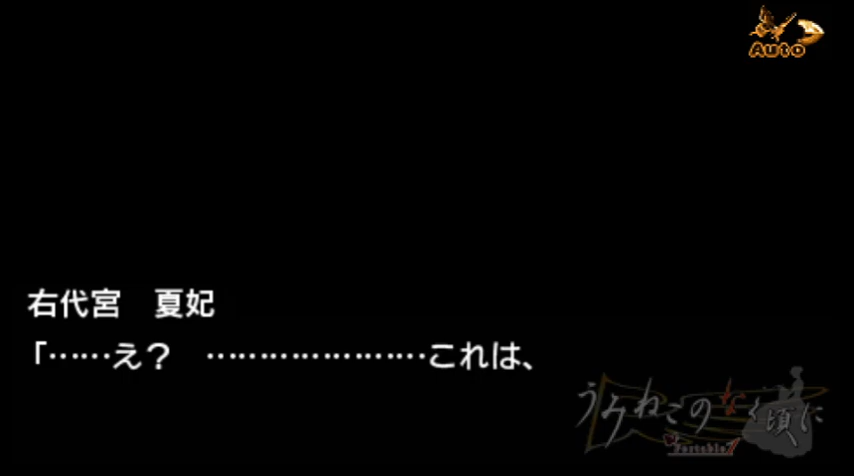 Auto
右代宮　夏妃
「……え？　…………………これは、
うみねこのなく頃に
Portable